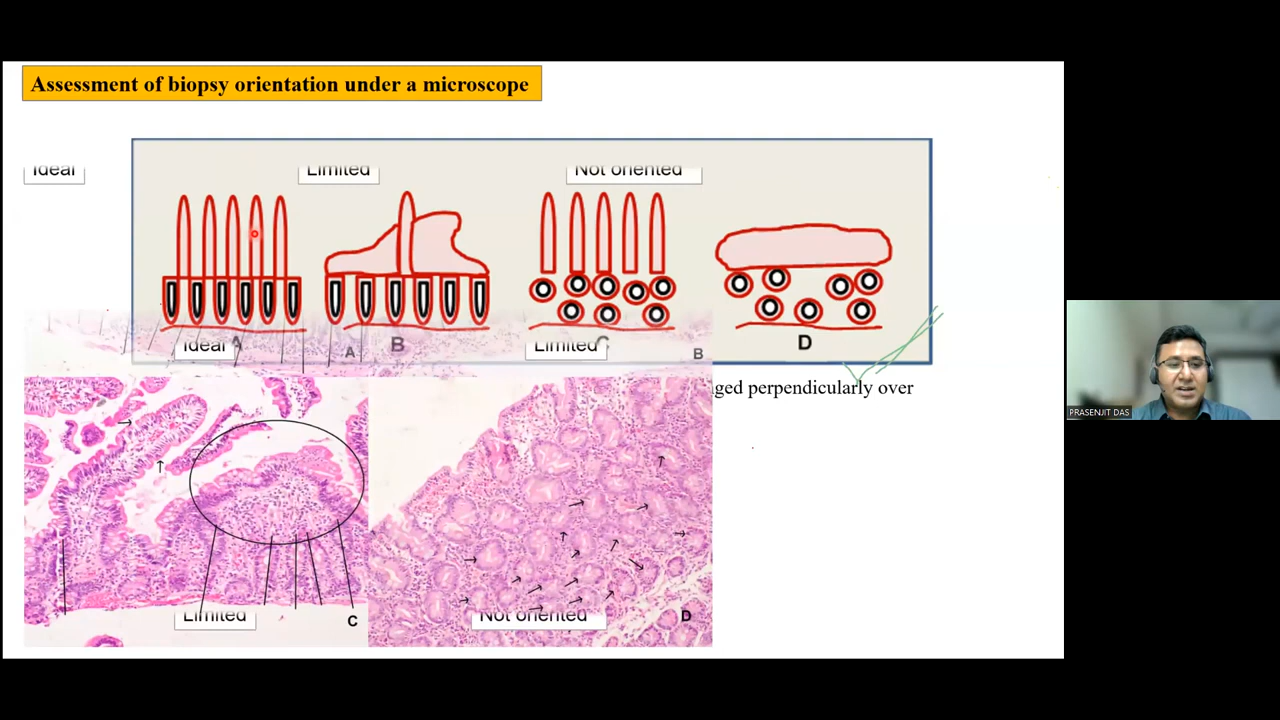 Assessment of biopsy orientation under a microscope
Ideal
Limited
Not oriented
A
B
C
D
Ideal
A
Limited
B
perpendicularly over
PRASENJIT DAS
Limited
C
Not oriented
D